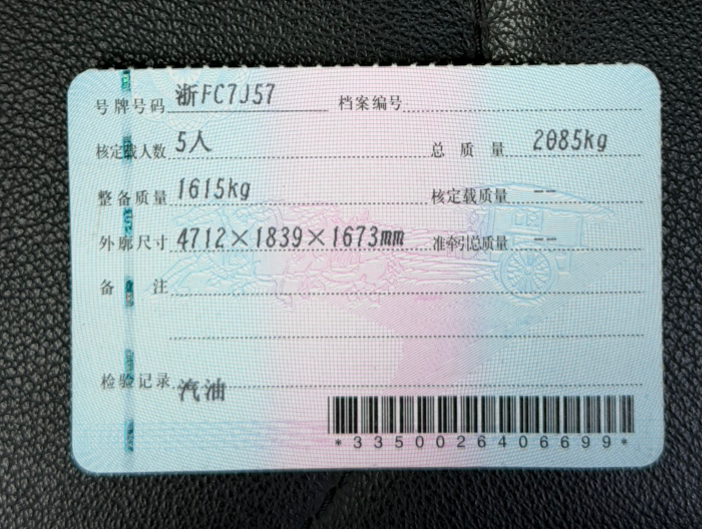 号牌号码 浙FC7J57 档案编号
核定载人数 5人 总质量 2085kg
整备质量 1615kg 核定载质量 --
外廓尺寸 4712×1839×1673mm 准牵引总质量 --
备注
检验记录 汽油
*3350026406699*